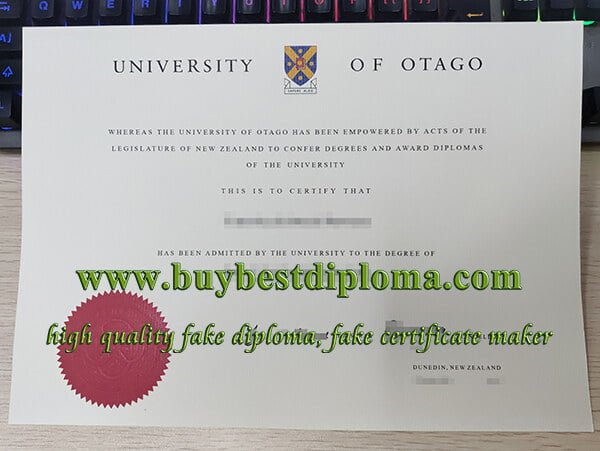 UNIVERSITY OF OTAGO
SAPERE AUDE
WHEREAS THE UNIVERSITY OF OTAGO HAS BEEN EMPOWERED BY ACTS OF THE
LEGISLATURE OF NEW ZEALAND TO CONFER DEGREES AND AWARD DIPLOMAS
OF THE UNIVERSITY
THIS IS TO CERTIFY THAT
HAS BEEN ADMITTED BY THE UNIVERSITY TO THE DEGREE OF
www.buybestdiploma.com
high quality fake diploma, fake certificate maker
DUNEDIN, NEW ZEALAND